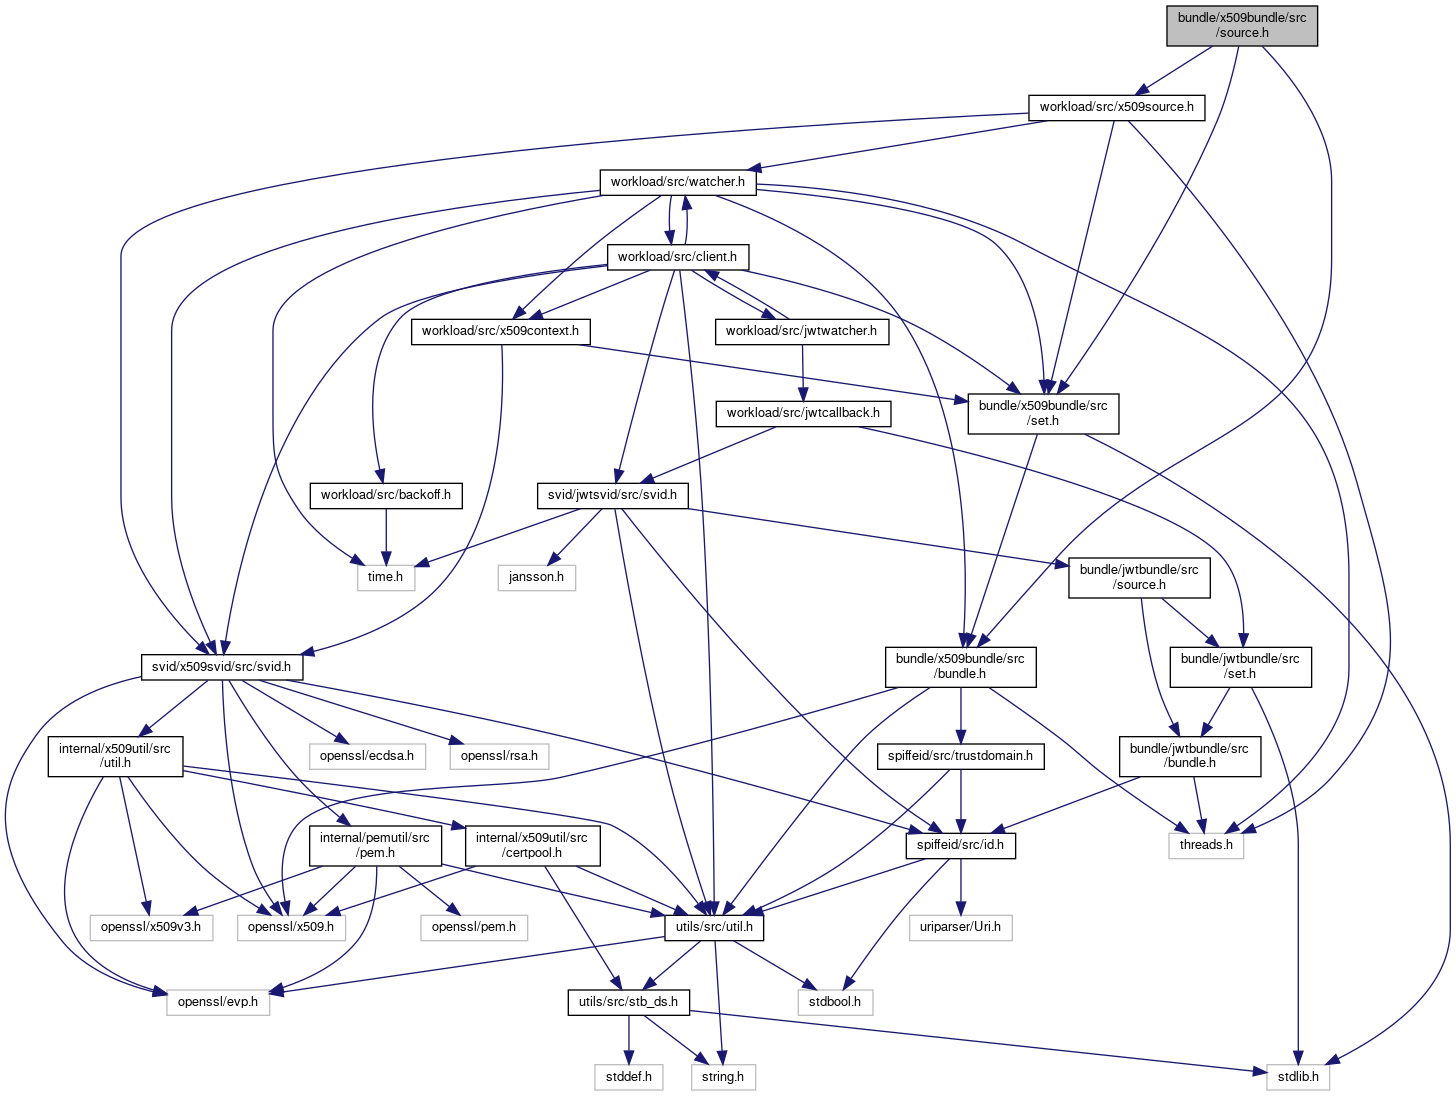 bundle/x509bundle/src
/source.h
workload/src/x509source.h
workload/src/watcher.h
workload/src/client.h
workload/src/x509context.h
workload/src/jwtwatcher.h
bundle/x509bundle/src
/set.h
workload/src/jwtcallback.h
workload/src/backoff.h
svid/jwtsvid/src/svid.h
time.h
jansson.h
bundle/jwtbundle/src
/source.h
svid/x509svid/src/svid.h
bundle/x509bundle/src
/bundle.h
bundle/jwtbundle/src
/set.h
internal/x509util/src
/util.h
openssl/ecdsa.h
openssl/rsa.h
spiffeid/src/trustdomain.h
bundle/jwtbundle/src
/bundle.h
internal/pemutil/src
/pem.h
internal/x509util/src
/certpool.h
spiffeid/src/id.h
threads.h
openssl/x509v3.h
openssl/x509.h
openssl/pem.h
utils/src/util.h
uriparser/Uri.h
openssl/evp.h
utils/src/stb_ds.h
stdbool.h
stddef.h
string.h
stdlib.h